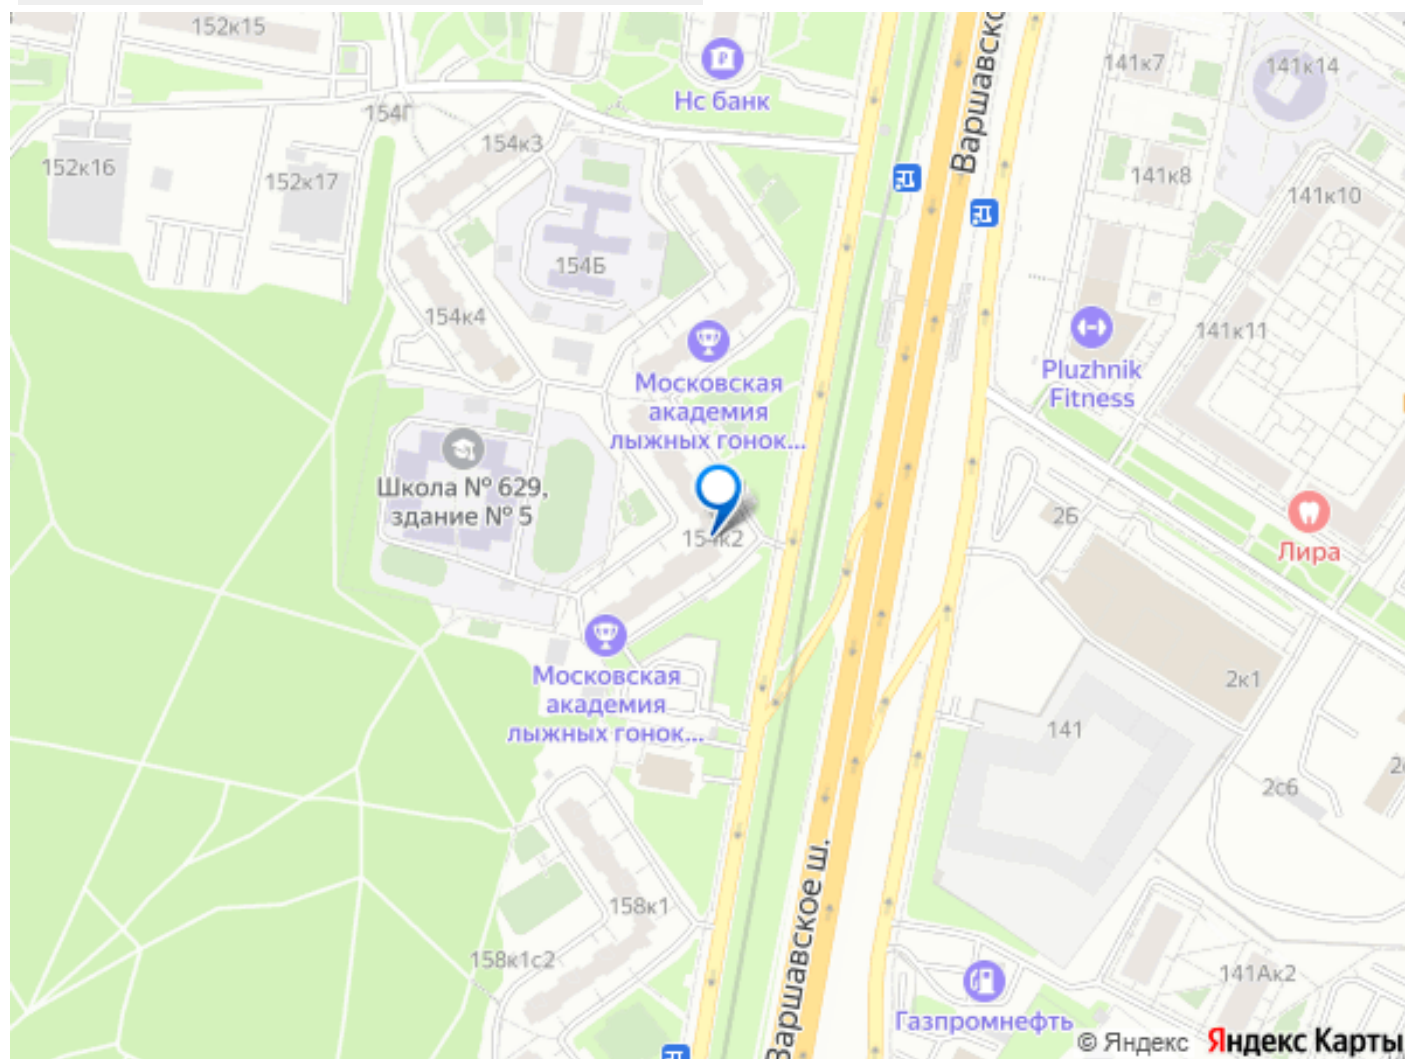 152к15
Нс банк
Варшавско
141к7
141к14
154Г
154к3
152к16
152к17
141к8
141к10
154Б
154к4
141к11
Московская
академия
лыжных гонок...
Pluzhnik
Fitness
Школа № 629,
здание № 5
154к2
2Б
Лира
Московская
академия
лыжных гонок...
2к1
141
2с6
158к1
158к1с2
Варшавское ш.
141Ак2
Газпромнефть
© Яндекс Яндекс Карты